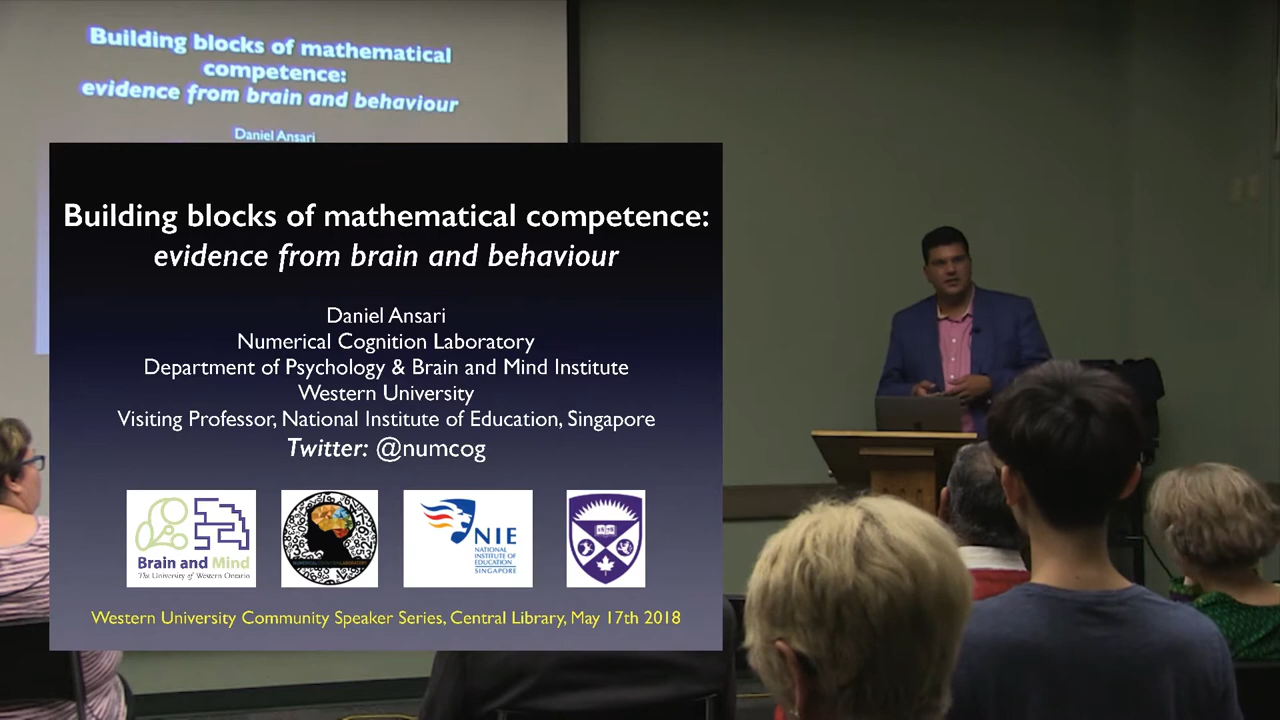 Building blocks of mathematical
competence:
evidence from brain and behaviour
Daniel Ansari
Building blocks of mathematical competence:
evidence from brain and behaviour
Daniel Ansari
Numerical Cognition Laboratory
Department of Psychology & Brain and Mind Institute
Western University
Visiting Professor, National Institute of Education, Singapore
Twitter: @numcog
Brain and Mind
The University of Western Ontario
NUMERICAL COGNITION LABORATORY
NIE
NATIONAL
INSTITUTE OF
EDUCATION
SINGAPORE
Western University Community Speaker Series, Central Library, May 17th 2018